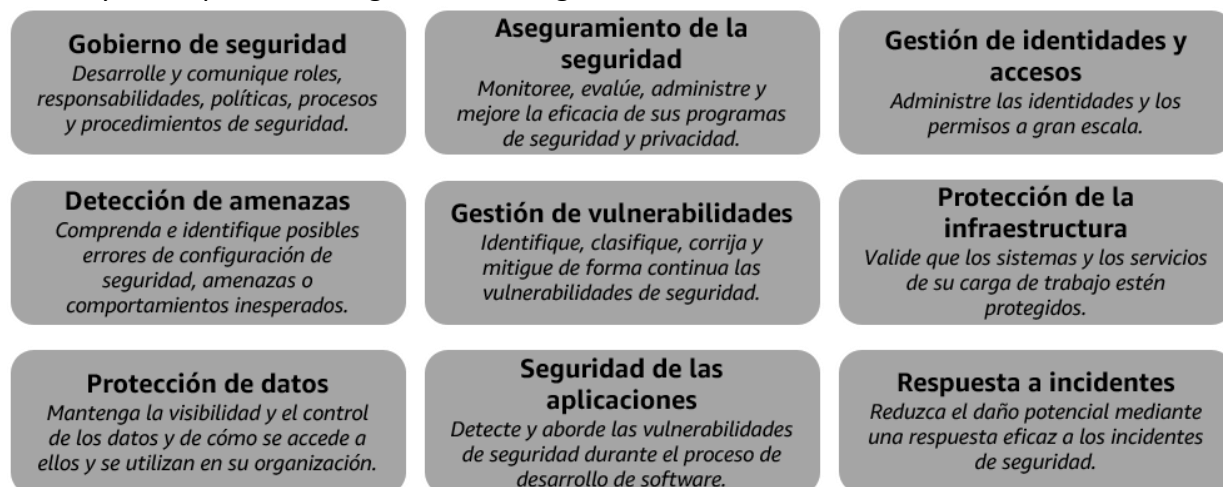 Gobierno de seguridad
Desarrolle y comunique roles,
responsabilidades, políticas, procesos
y procedimientos de seguridad.
Aseguramiento de la
seguridad
Monitoree, evalúe, administre y
mejore la eficacia de sus programas
de seguridad y privacidad.
Gestión de identidades y
accesos
Administre las identidades y los
permisos a gran escala.
Detección de amenazas
Comprenda e identifique posibles
errores de configuración de
seguridad, amenazas o
comportamientos inesperados.
Gestión de vulnerabilidades
Identifique, clasifique, corrija y
mitigue de forma continua las
vulnerabilidades de seguridad.
Protección de la
infraestructura
Valide que los sistemas y los servicios
de su carga de trabajo estén
protegidos.
Protección de datos
Mantenga la visibilidad y el control
de los datos y de cómo se accede a
ellos y se utilizan en su organización.
Seguridad de las
aplicaciones
Detecte y aborde las vulnerabilidades
de seguridad durante el proceso de
desarrollo de software.
Respuesta a incidentes
Reduzca el daño potencial mediante
una respuesta eficaz a los incidentes
de seguridad.